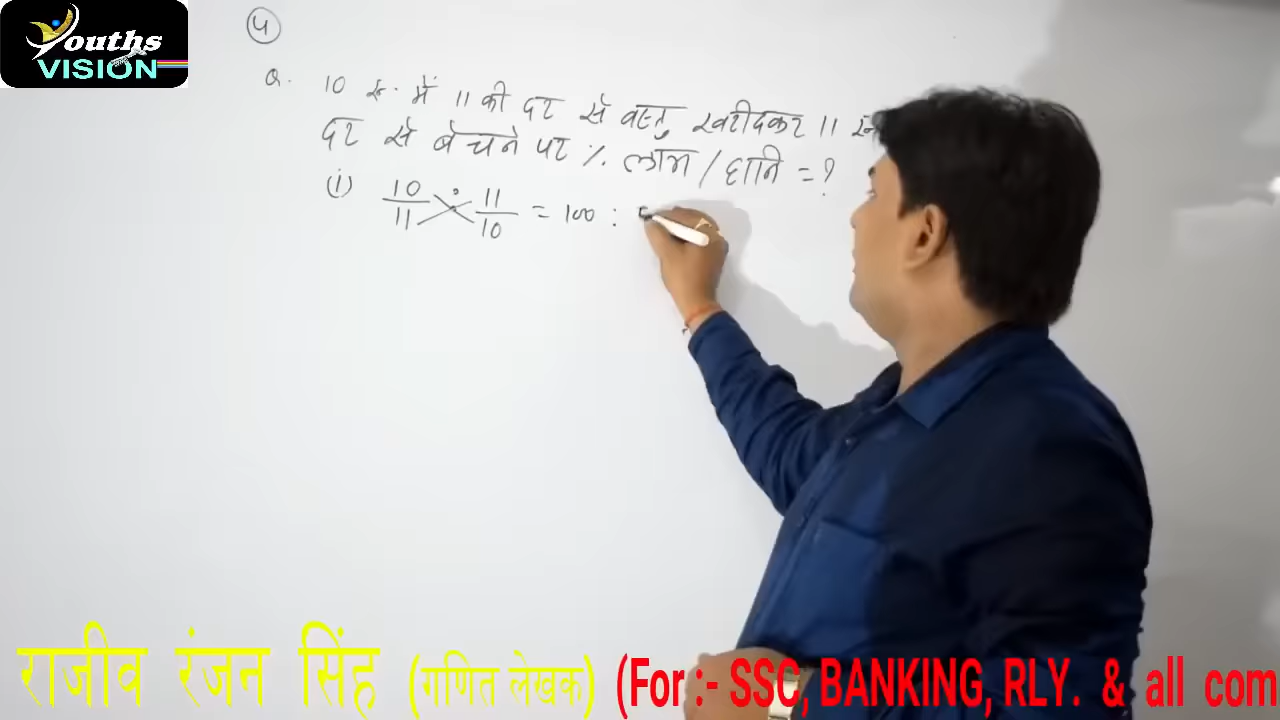 Youths
VISION
4
Q. 10 रू. में 11 की दर से वस्तु खरीदकर 11
दर से बेचने पर % लाभ / हानि = ?
(i) 10/11 : 11/10 = 100 :
राजीव रंजन सिंह (गणित लेखक) (For :- SSC, BANKING, RLY. & all com